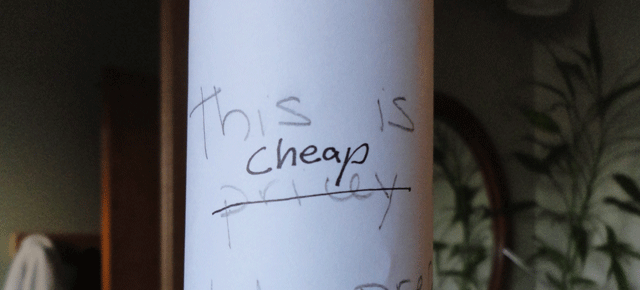 this is
cheap
pricey